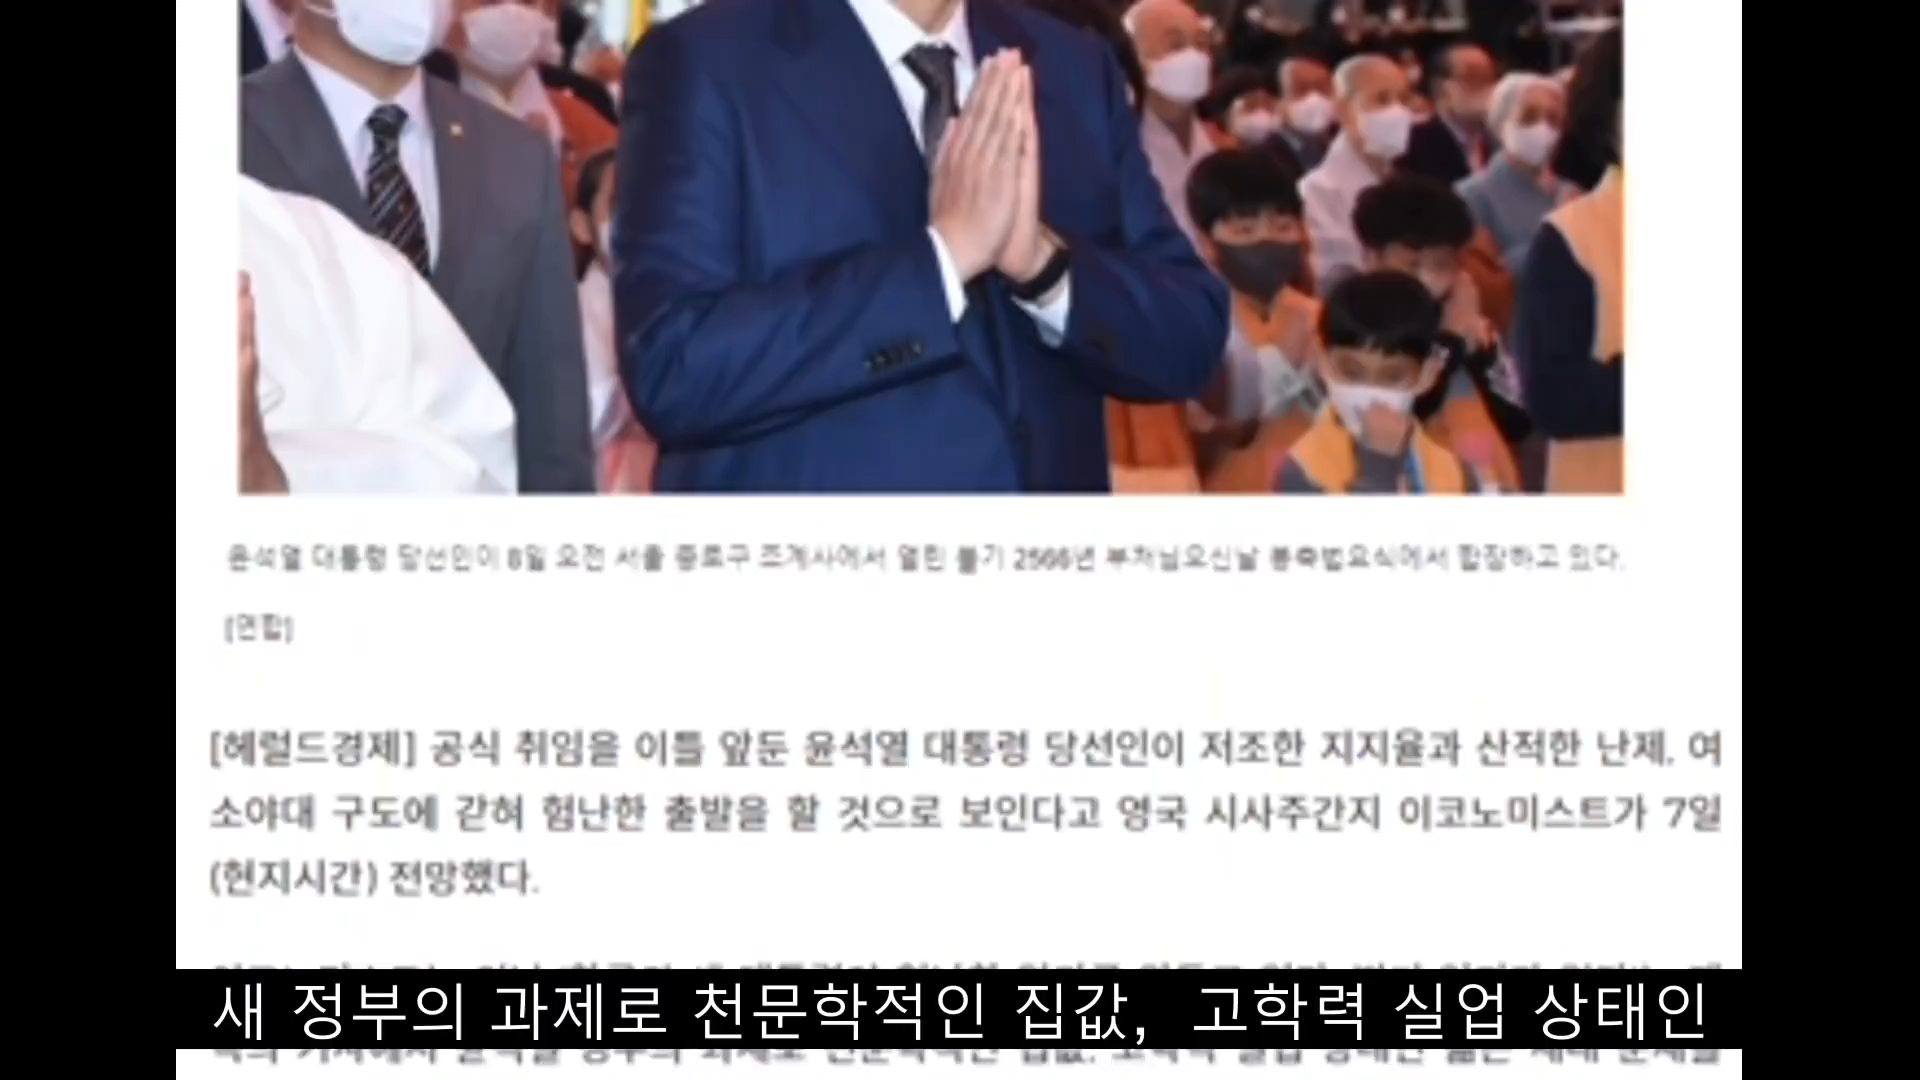 윤석열 대통령 당선인이 8일 오전 서울 종로구 조계사에서 열린 불기 2566년 부처님오신날 봉축법요식에서 합장하고 있다.
[연합]
[헤럴드경제] 공식 취임을 이틀 앞둔 윤석열 대통령 당선인이 저조한 지지율과 산적한 난제, 여
소야대 구도에 갇혀 험난한 출발을 할 것으로 보인다고 영국 시사주간지 이코노미스트가 7일
(현지시간) 전망했다.
새 정부의 과제로 천문학적인 집값, 고학력 실업 상태인